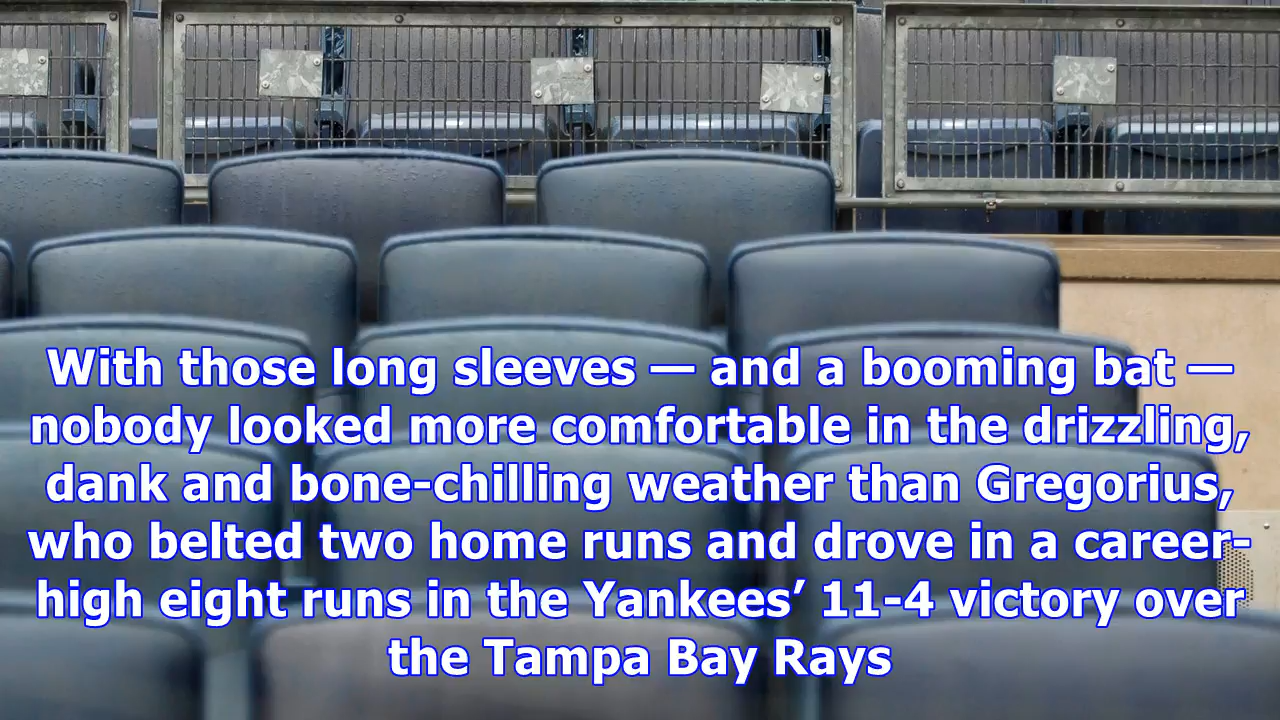 With those long sleeves — and a booming bat —
nobody looked more comfortable in the drizzling,
dank and bone-chilling weather than Gregorius,
who belted two home runs and drove in a career-
high eight runs in the Yankees’ 11-4 victory over
the Tampa Bay Rays